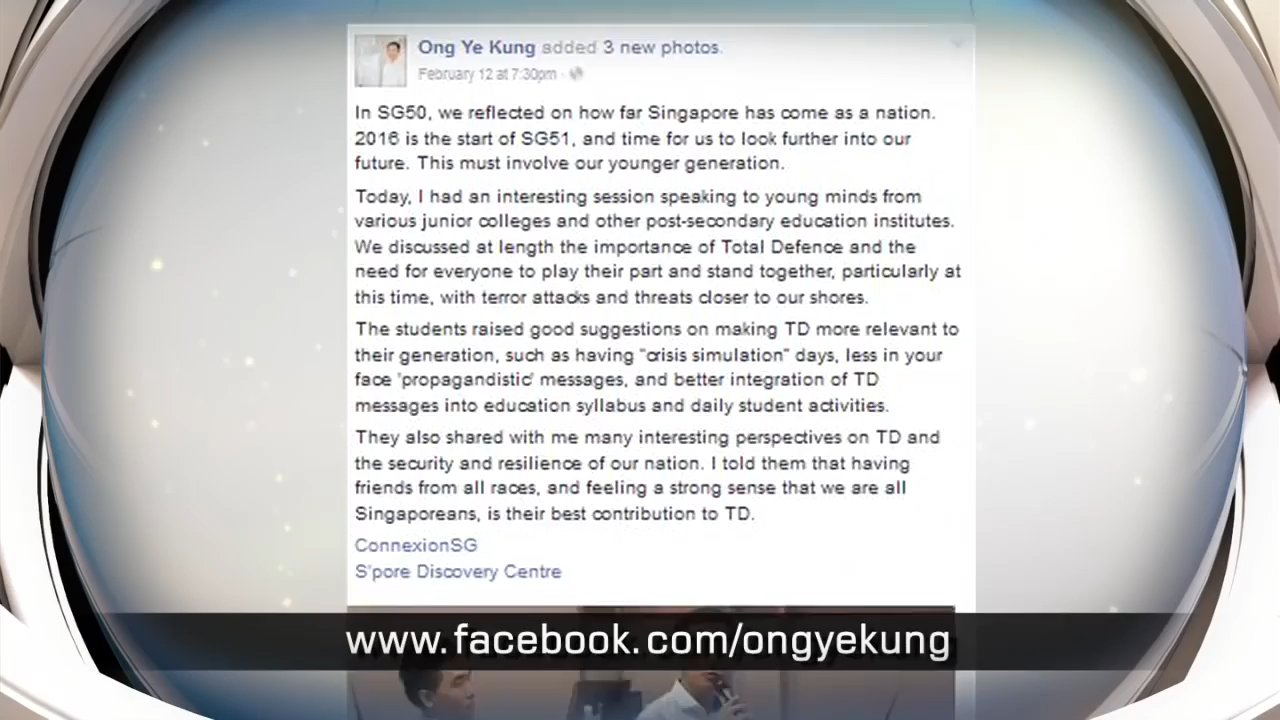 Ong Ye Kung added 3 new photos.
February 12 at 7:30pm ·
In SG50, we reflected on how far Singapore has come as a nation.
2016 is the start of SG51, and time for us to look further into our
future. This must involve our younger generation.
Today, I had an interesting session speaking to young minds from
various junior colleges and other post-secondary education institutes.
We discussed at length the importance of Total Defence and the
need for everyone to play their part and stand together, particularly at
this time, with terror attacks and threats closer to our shores.
The students raised good suggestions on making TD more relevant to
their generation, such as having "crisis simulation" days, less in your
face 'propagandistic' messages, and better integration of TD
messages into education syllabus and daily student activities.
They also shared with me many interesting perspectives on TD and
the security and resilience of our nation. I told them that having
friends from all races, and feeling a strong sense that we are all
Singaporeans, is their best contribution to TD.
ConnexionSG
S'pore Discovery Centre
www.facebook.com/ongyekung